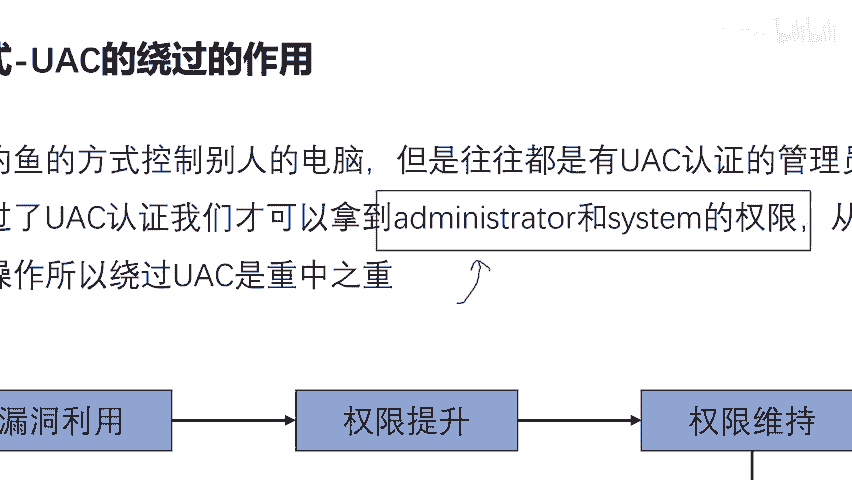 式-UAC的绕过的作用
钓鱼的方式控制别人的电脑，但是往往都是有UAC认证的管理员
过了UAC认证我们才可以拿到administrator和system的权限，从
操作所以绕过UAC是重中之重
漏洞利用
权限提升
权限维持